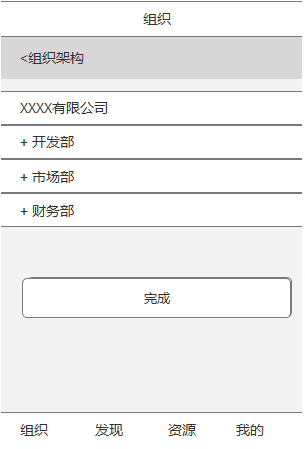 组织
<组织架构
XXXX有限公司
+ 开发部
+ 市场部
+ 财务部
完成
组织 发现 资源 我的